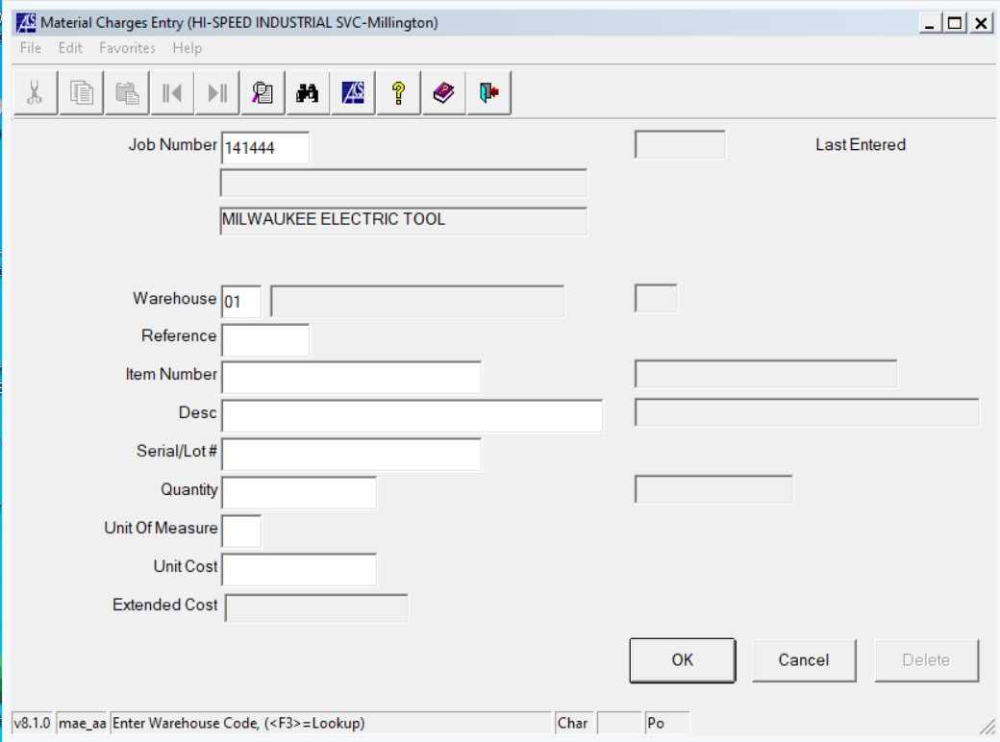 Material Charges Entry (HI-SPEED INDUSTRIAL SVC-Millington)
File Edit Favorites Help
Job Number 141444 Last Entered
MILWAUKEE ELECTRIC TOOL
Warehouse 01
Reference
Item Number
Desc
Serial/Lot #
Quantity
Unit Of Measure
Unit Cost
Extended Cost
OK Cancel Delete
v8.1.0 mae_aa Enter Warehouse Code, (<F3>=Lookup) Char Po